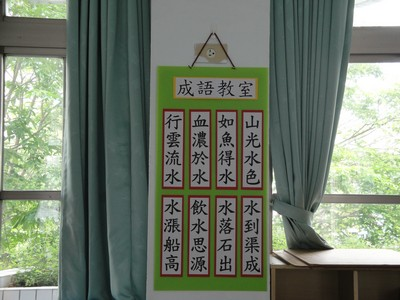 成語教室
山光水色
如魚得水
血濃於水
行雲流水
水到渠成
水落石出
飲水思源
水漲船高